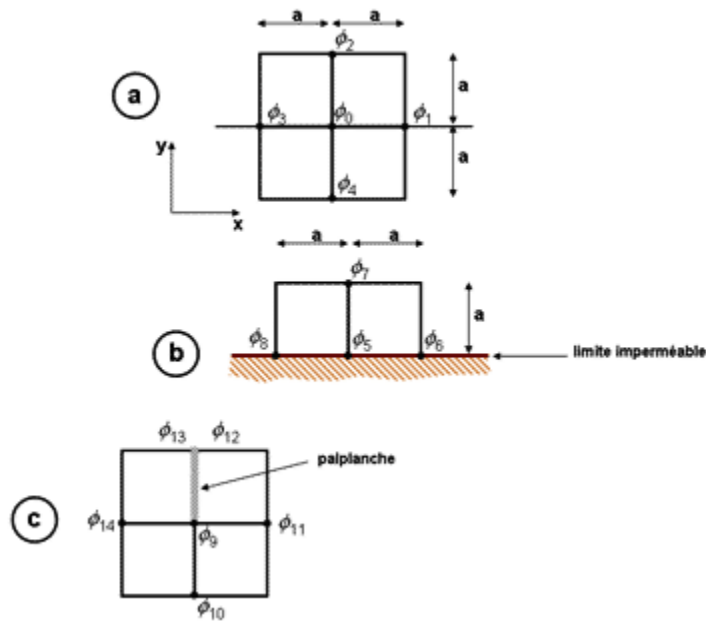 a a
ϕ2
a
a
ϕ3 ϕ0 ϕ1
y
a
ϕ4
x
a a
ϕ7
a
b
ϕ8 ϕ5 ϕ6
limite imperméable
ϕ13 ϕ12
palplanche
c
ϕ14 ϕ9 ϕ11
ϕ10